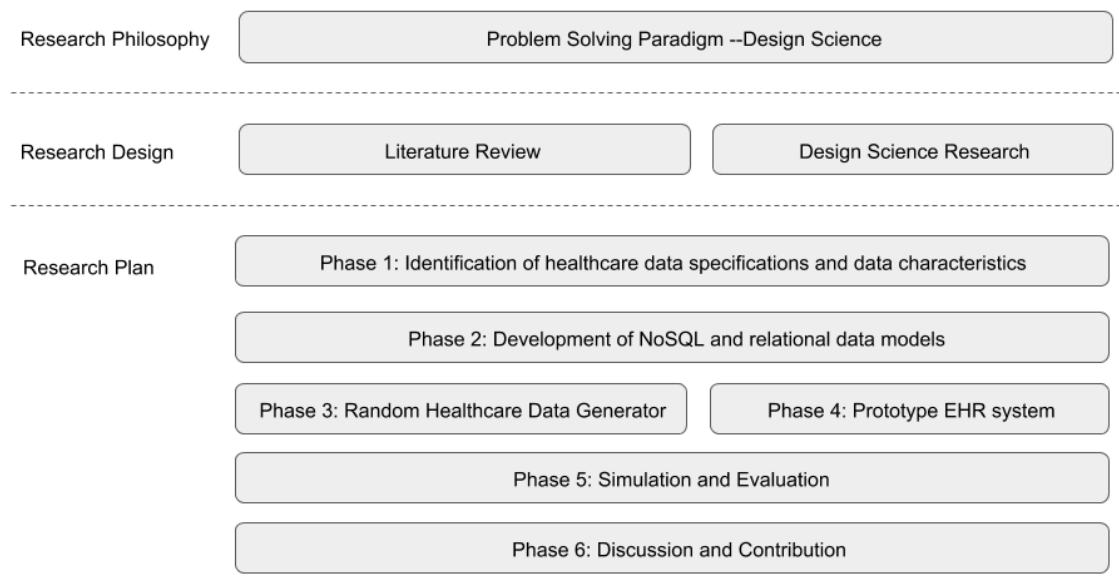 Research Philosophy
Problem Solving Paradigm --Design Science
Research Design
Literature Review
Design Science Research
Research Plan
Phase 1: Identification of healthcare data specifications and data characteristics
Phase 2: Development of NoSQL and relational data models
Phase 3: Random Healthcare Data Generator
Phase 4: Prototype EHR system
Phase 5: Simulation and Evaluation
Phase 6: Discussion and Contribution